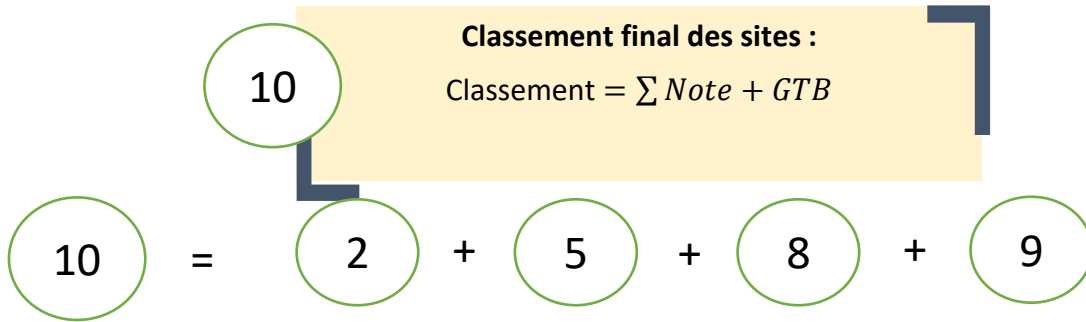 Classement final des sites :
10
Classement = ∑ Note + GTB
10 = 2 + 5 + 8 + 9